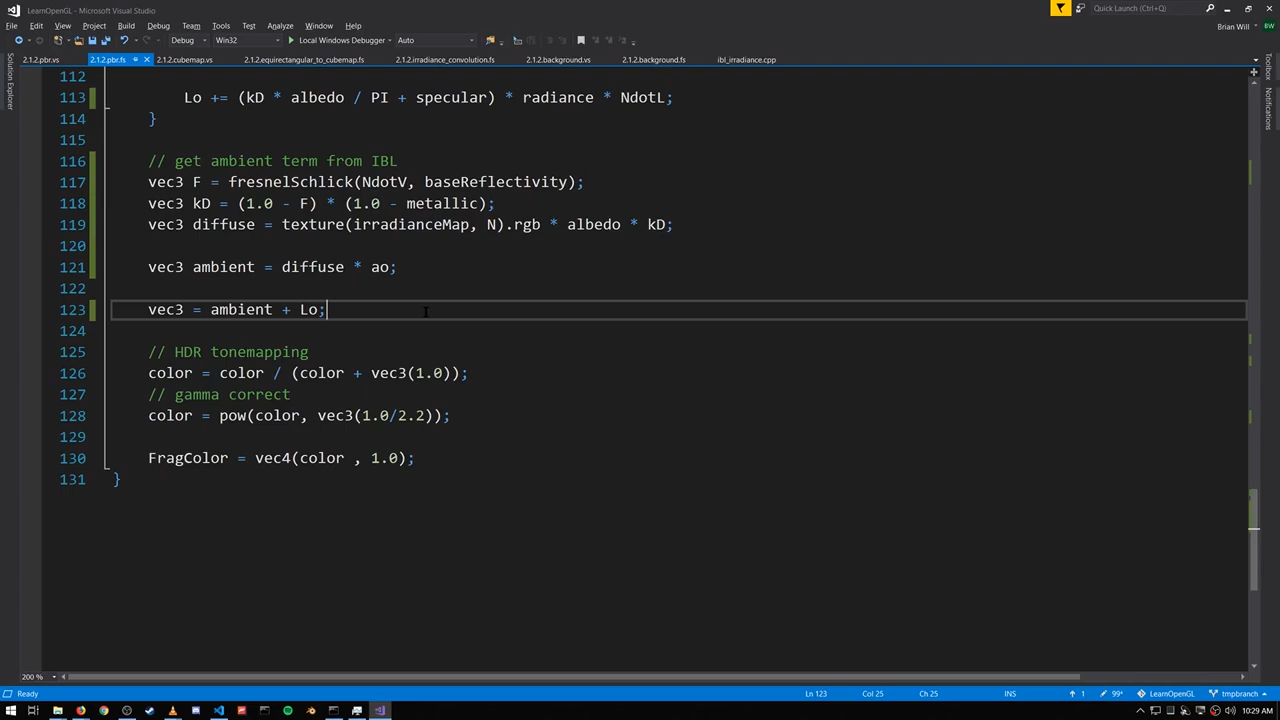 LearnOpenGL - Microsoft Visual Studio
Quick Launch (Ctrl+Q)
File Edit View Project Build Debug Team Tools Test Analyze Window Help
Brian Will BW
Debug Win32 Local Windows Debugger Auto
2.1.2.pbr.vs 2.1.2.pbr.fs 2.1.2.cubemap.vs 2.1.2.equirectangular_to_cubemap.fs 2.1.2.irradiance_convolution.fs 2.1.2.background.vs 2.1.2.background.fs ibl_irradiance.cpp
Solution Explorer
Toolbox
Notifications
112
113 Lo += (kD * albedo / PI + specular) * radiance * NdotL;
114 }
115
116 // get ambient term from IBL
117 vec3 F = fresnelSchlick(NdotV, baseReflectivity);
118 vec3 kD = (1.0 - F) * (1.0 - metallic);
119 vec3 diffuse = texture(irradianceMap, N).rgb * albedo * kD;
120
121 vec3 ambient = diffuse * ao;
122
123 vec3 = ambient + Lo;
124
125 // HDR tonemapping
126 color = color / (color + vec3(1.0));
127 // gamma correct
128 color = pow(color, vec3(1.0/2.2));
129
130 FragColor = vec4(color , 1.0);
131 }
200 %
Ready Ln 123 Col 25 Ch 25 INS 1 99* LearnOpenGL tmpbranch
10:29 AM